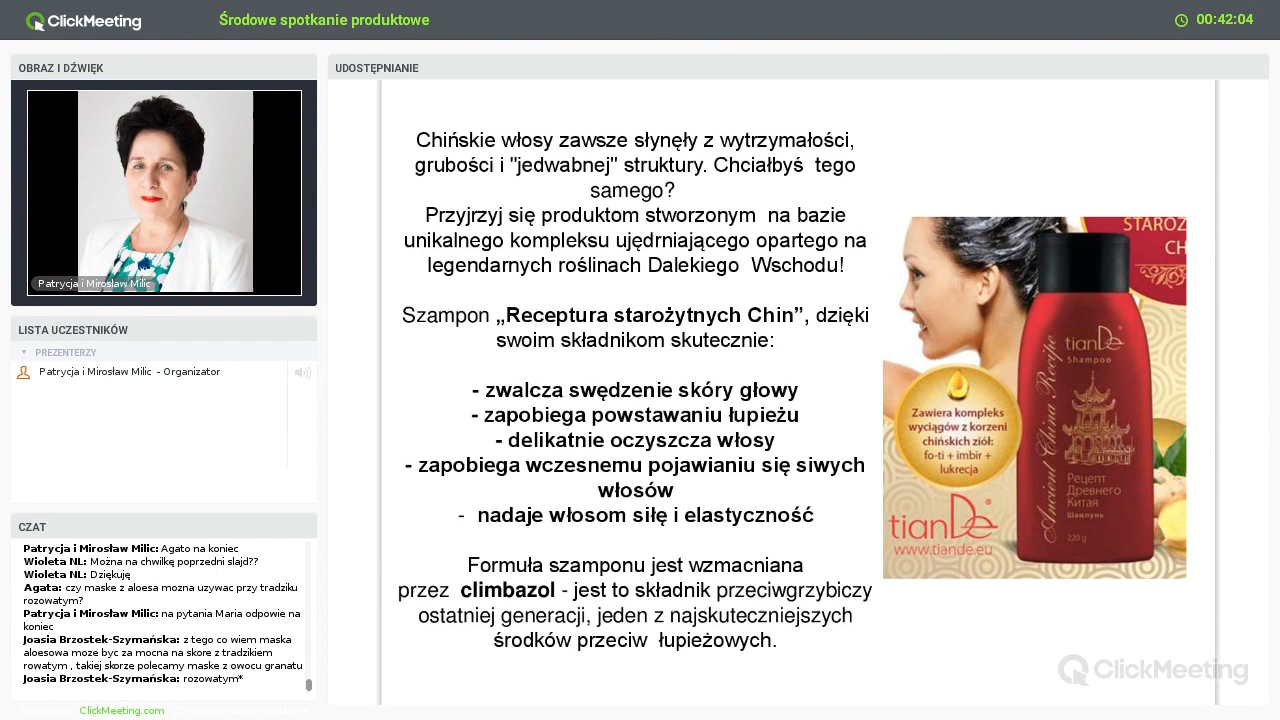 ClickMeeting
Środowe spotkanie produktowe
00:42:04
OBRAZ I DŹWIĘK
Patrycja i Mirosław Milic
LISTA UCZESTNIKÓW
PREZENTERZY
Patrycja i Mirosław Milic - Organizator
CZAT
Patrycja i Mirosław Milic: Agato na koniec
Wioleta NL: Można na chwilkę poprzedni slajd??
Wioleta NL: Dziękuję
Agata: czy maske z aloesa mozna uzywac przy tradziku
rozowatym?
Patrycja i Mirosław Milic: na pytania Maria odpowie na
koniec
Joasia Brzostek-Szymańska: z tego co wiem maska
aloesowa moze byc za mocna na skore z tradzikiem
rowatym , takiej skorze polecamy maske z owocu granatu
Joasia Brzostek-Szymańska: rozowatym*
ClickMeeting.com
UDOSTĘPNIANIE
Chińskie włosy zawsze słynęły z wytrzymałości,
grubości i "jedwabnej" struktury. Chciałbyś tego
samego?
Przyjrzyj się produktom stworzonym na bazie
unikalnego kompleksu ujędrniającego opartego na
legendarnych roślinach Dalekiego Wschodu!
Szampon „Receptura starożytnych Chin”, dzięki
swoim składnikom skutecznie:
- zwalcza swędzenie skóry głowy
- zapobiega powstawaniu łupieżu
- delikatnie oczyszcza włosy
- zapobiega wczesnemu pojawianiu się siwych
włosów
- nadaje włosom siłę i elastyczność
Formuła szamponu jest wzmacniana
przez climbazol - jest to składnik przeciwgrzybiczy
ostatniej generacji, jeden z najskuteczniejszych
środków przeciw łupieżowych.
STAROŻ
CH
tianDe
Shampoo
Ancient China Recipe
Рецепт
Древнего
Китая
Шампунь
220 g
Zawiera kompleks
wyciągów z korzeni
chińskich ziół:
fo-ti + imbir +
lukrecja
tianDe
www.tiande.eu
ClickMeeting